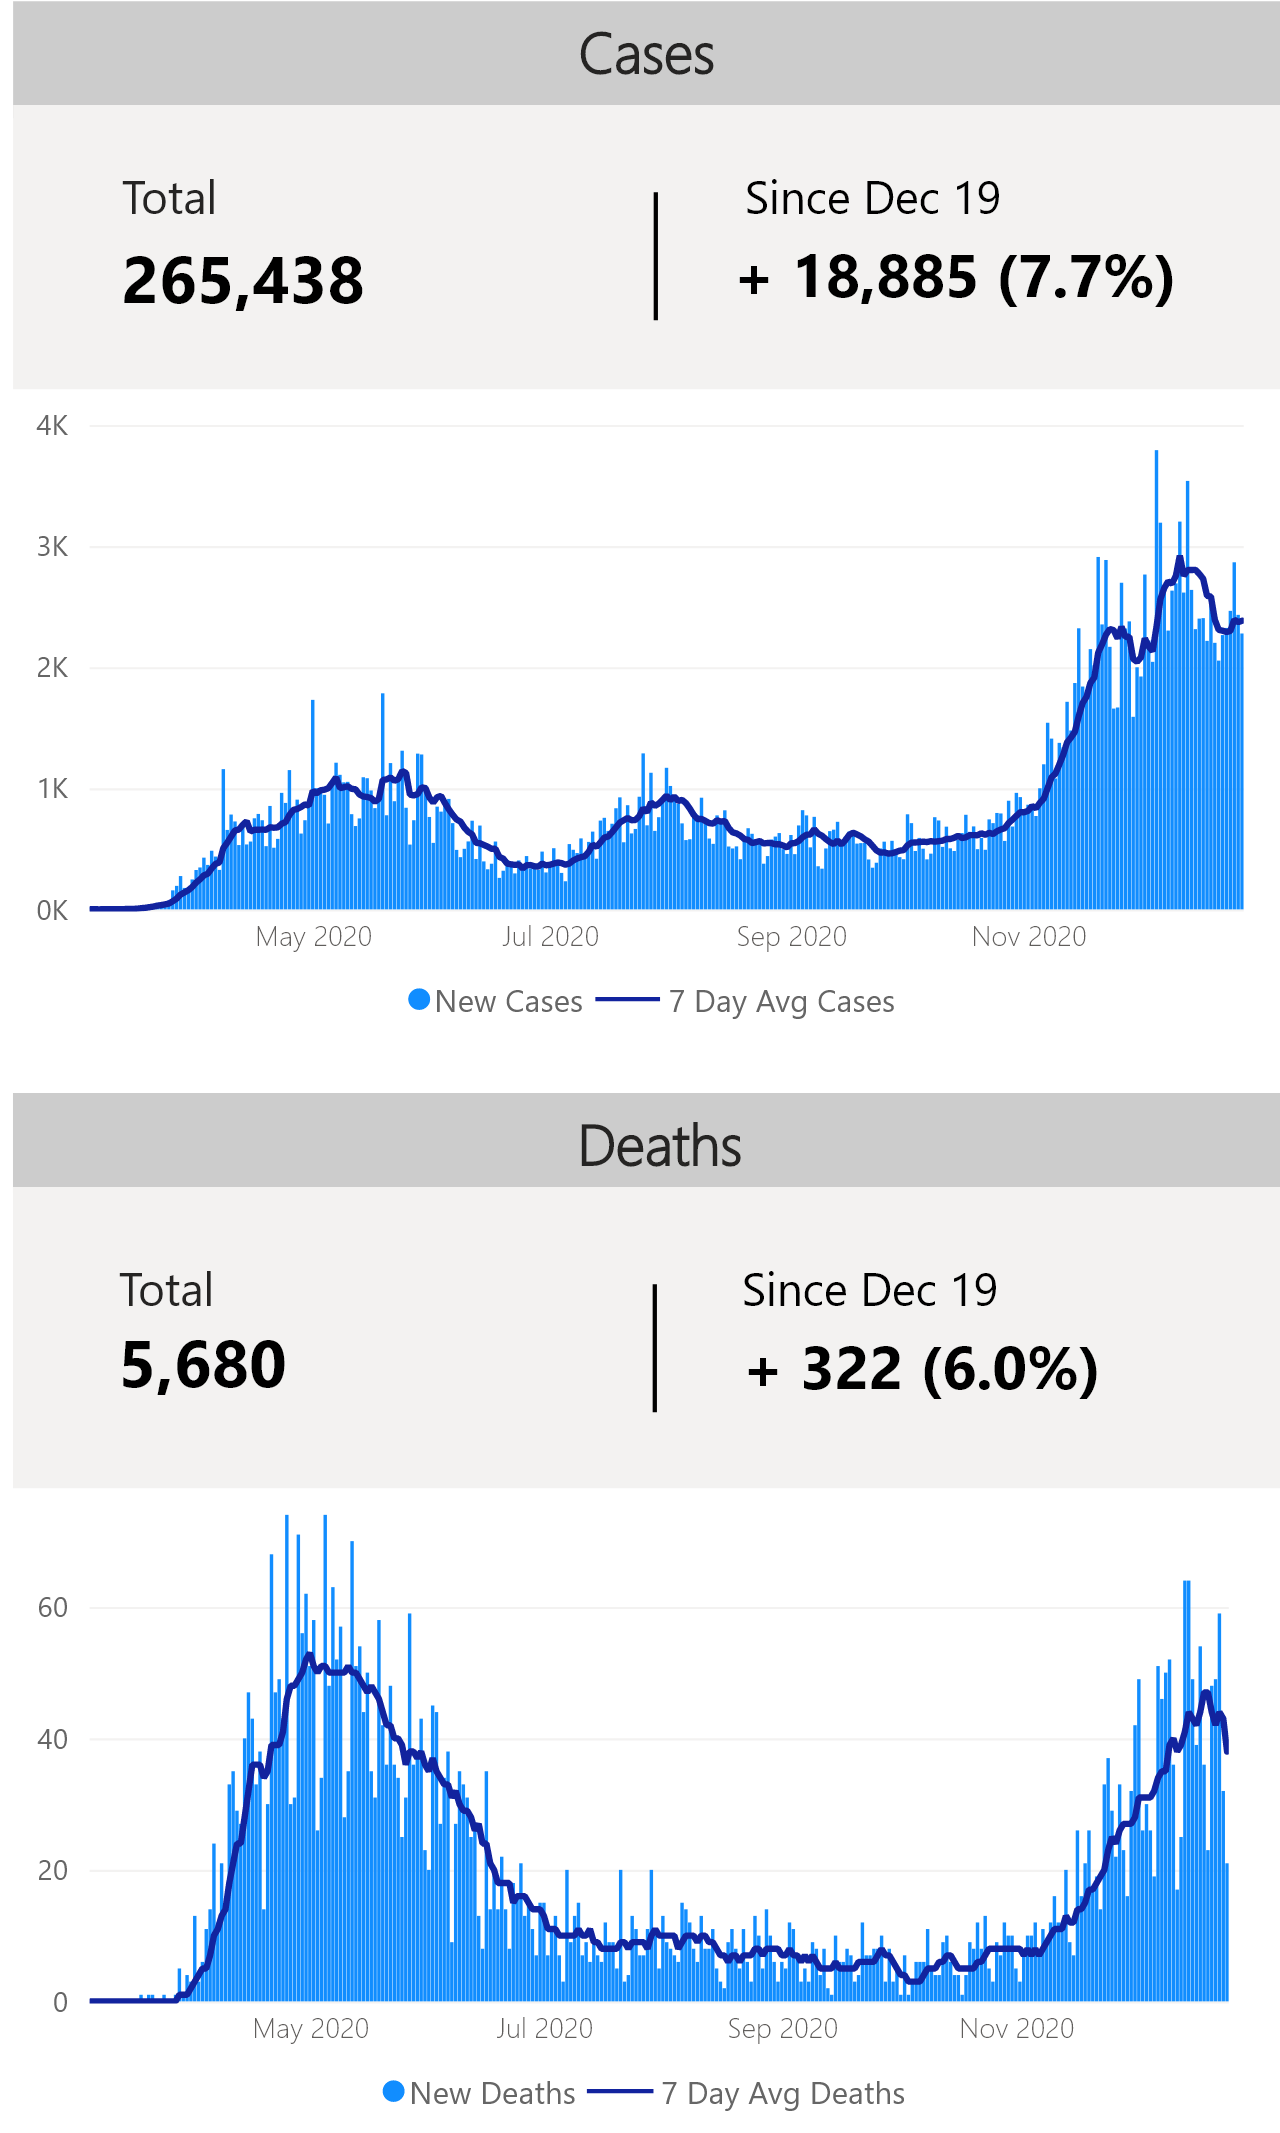 Cases
Total
Since Dec 19
265,438
+ 18,885 (7.7%)
4K
3K
2K
1K
0K
May 2020
Jul 2020
Sep 2020
Nov 2020
New Cases
7 Day Avg Cases
Deaths
Total
Since Dec 19
5,680
+ 322 (6.0%)
60
40
20
0
May 2020
Jul 2020
Sep 2020
Nov 2020
New Deaths
7 Day Avg Deaths